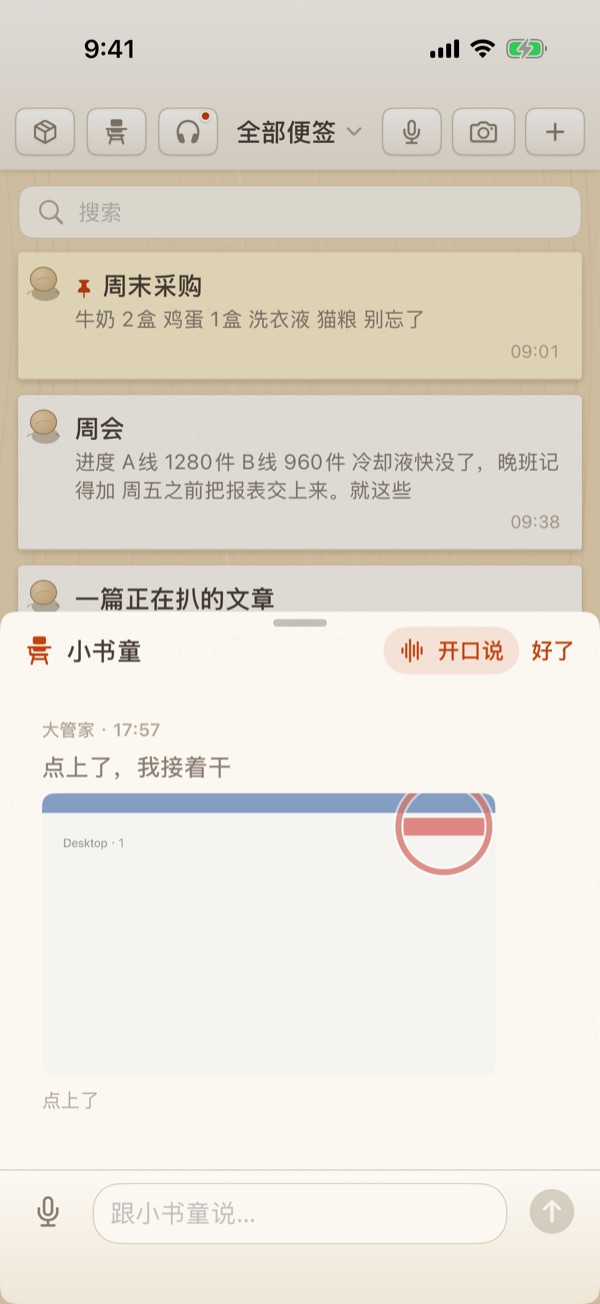 9:41
全部便签
搜索
周末采购
牛奶 2盒 鸡蛋 1盒 洗衣液 猫粮 别忘了
09:01
周会
进度 A线 1280件 B线 960件 冷却液快没了，晚班记
得加 周五之前把报表交上来。就这些
09:38
一篇正在扒的文章
小书童
开口说
好了
大管家 · 17:57
点上了，我接着干
Desktop · 1
点上了
跟小书童说...